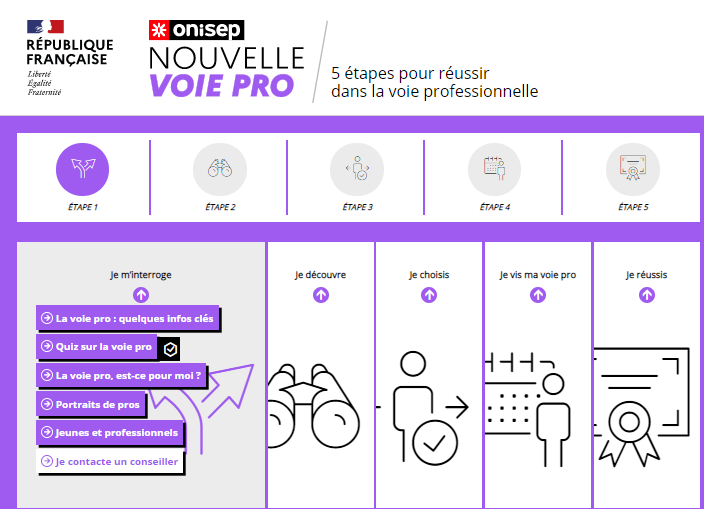 RÉPUBLIQUE
FRANÇAISE
Liberté
Égalité
Fraternité
onisep
NOUVELLE
VOIE PRO
5 étapes pour réussir
dans la voie professionnelle
ÉTAPE 1
ÉTAPE 2
ÉTAPE 3
ÉTAPE 4
ÉTAPE 5
Je m'interroge
La voie pro : quelques infos clés
Quiz sur la voie pro
La voie pro, est-ce pour moi ?
Portraits de pros
Jeunes et professionnels
Je contacte un conseiller
Je découvre
Je choisis
Je vis ma voie pro
Je réussis